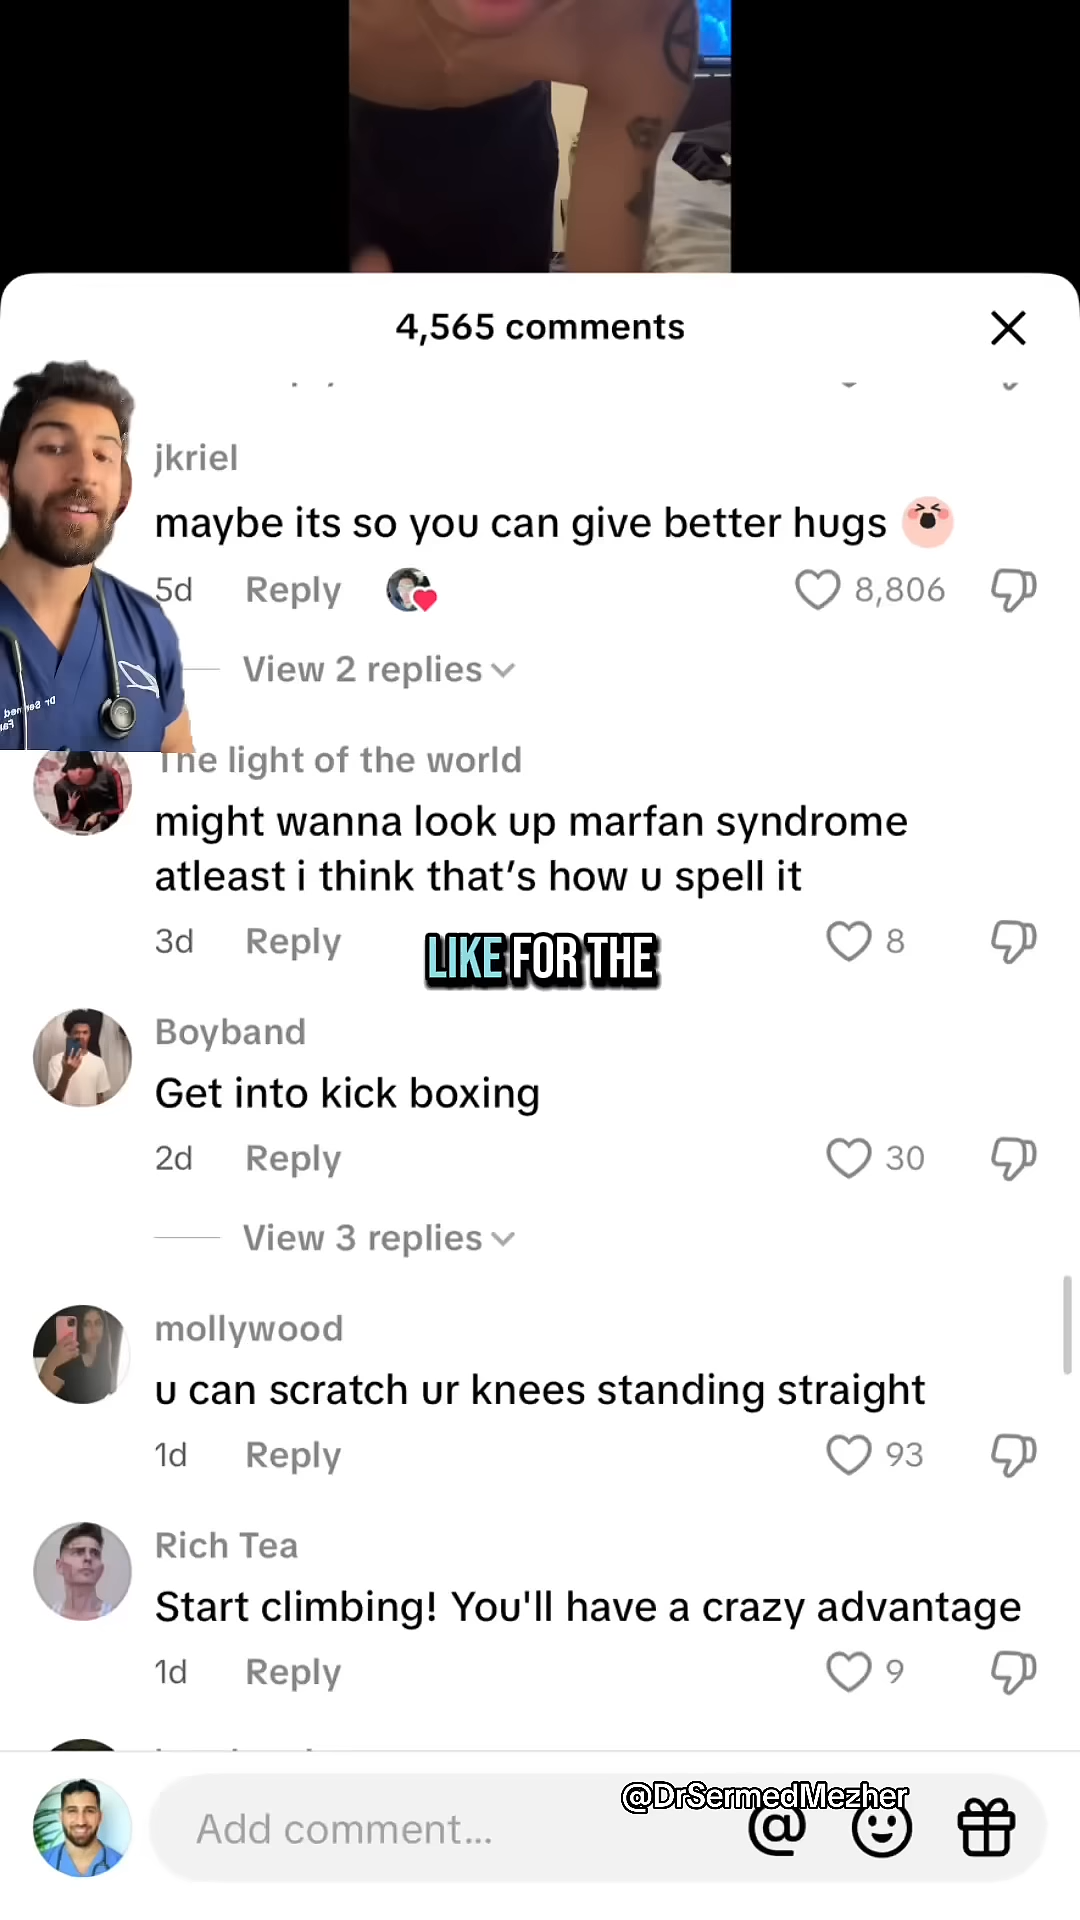 4,565 comments
jkriel
maybe its so you can give better hugs
5d Reply 8,806
View 2 replies
The light of the world
might wanna look up marfan syndrome
atleast i think that’s how u spell it
3d Reply 8
LIKE FOR THE
Boyband
Get into kick boxing
2d Reply 30
View 3 replies
mollywood
u can scratch ur knees standing straight
1d Reply 93
Rich Tea
Start climbing! You'll have a crazy advantage
1d Reply 9
@DrSermedMezher
Add comment...